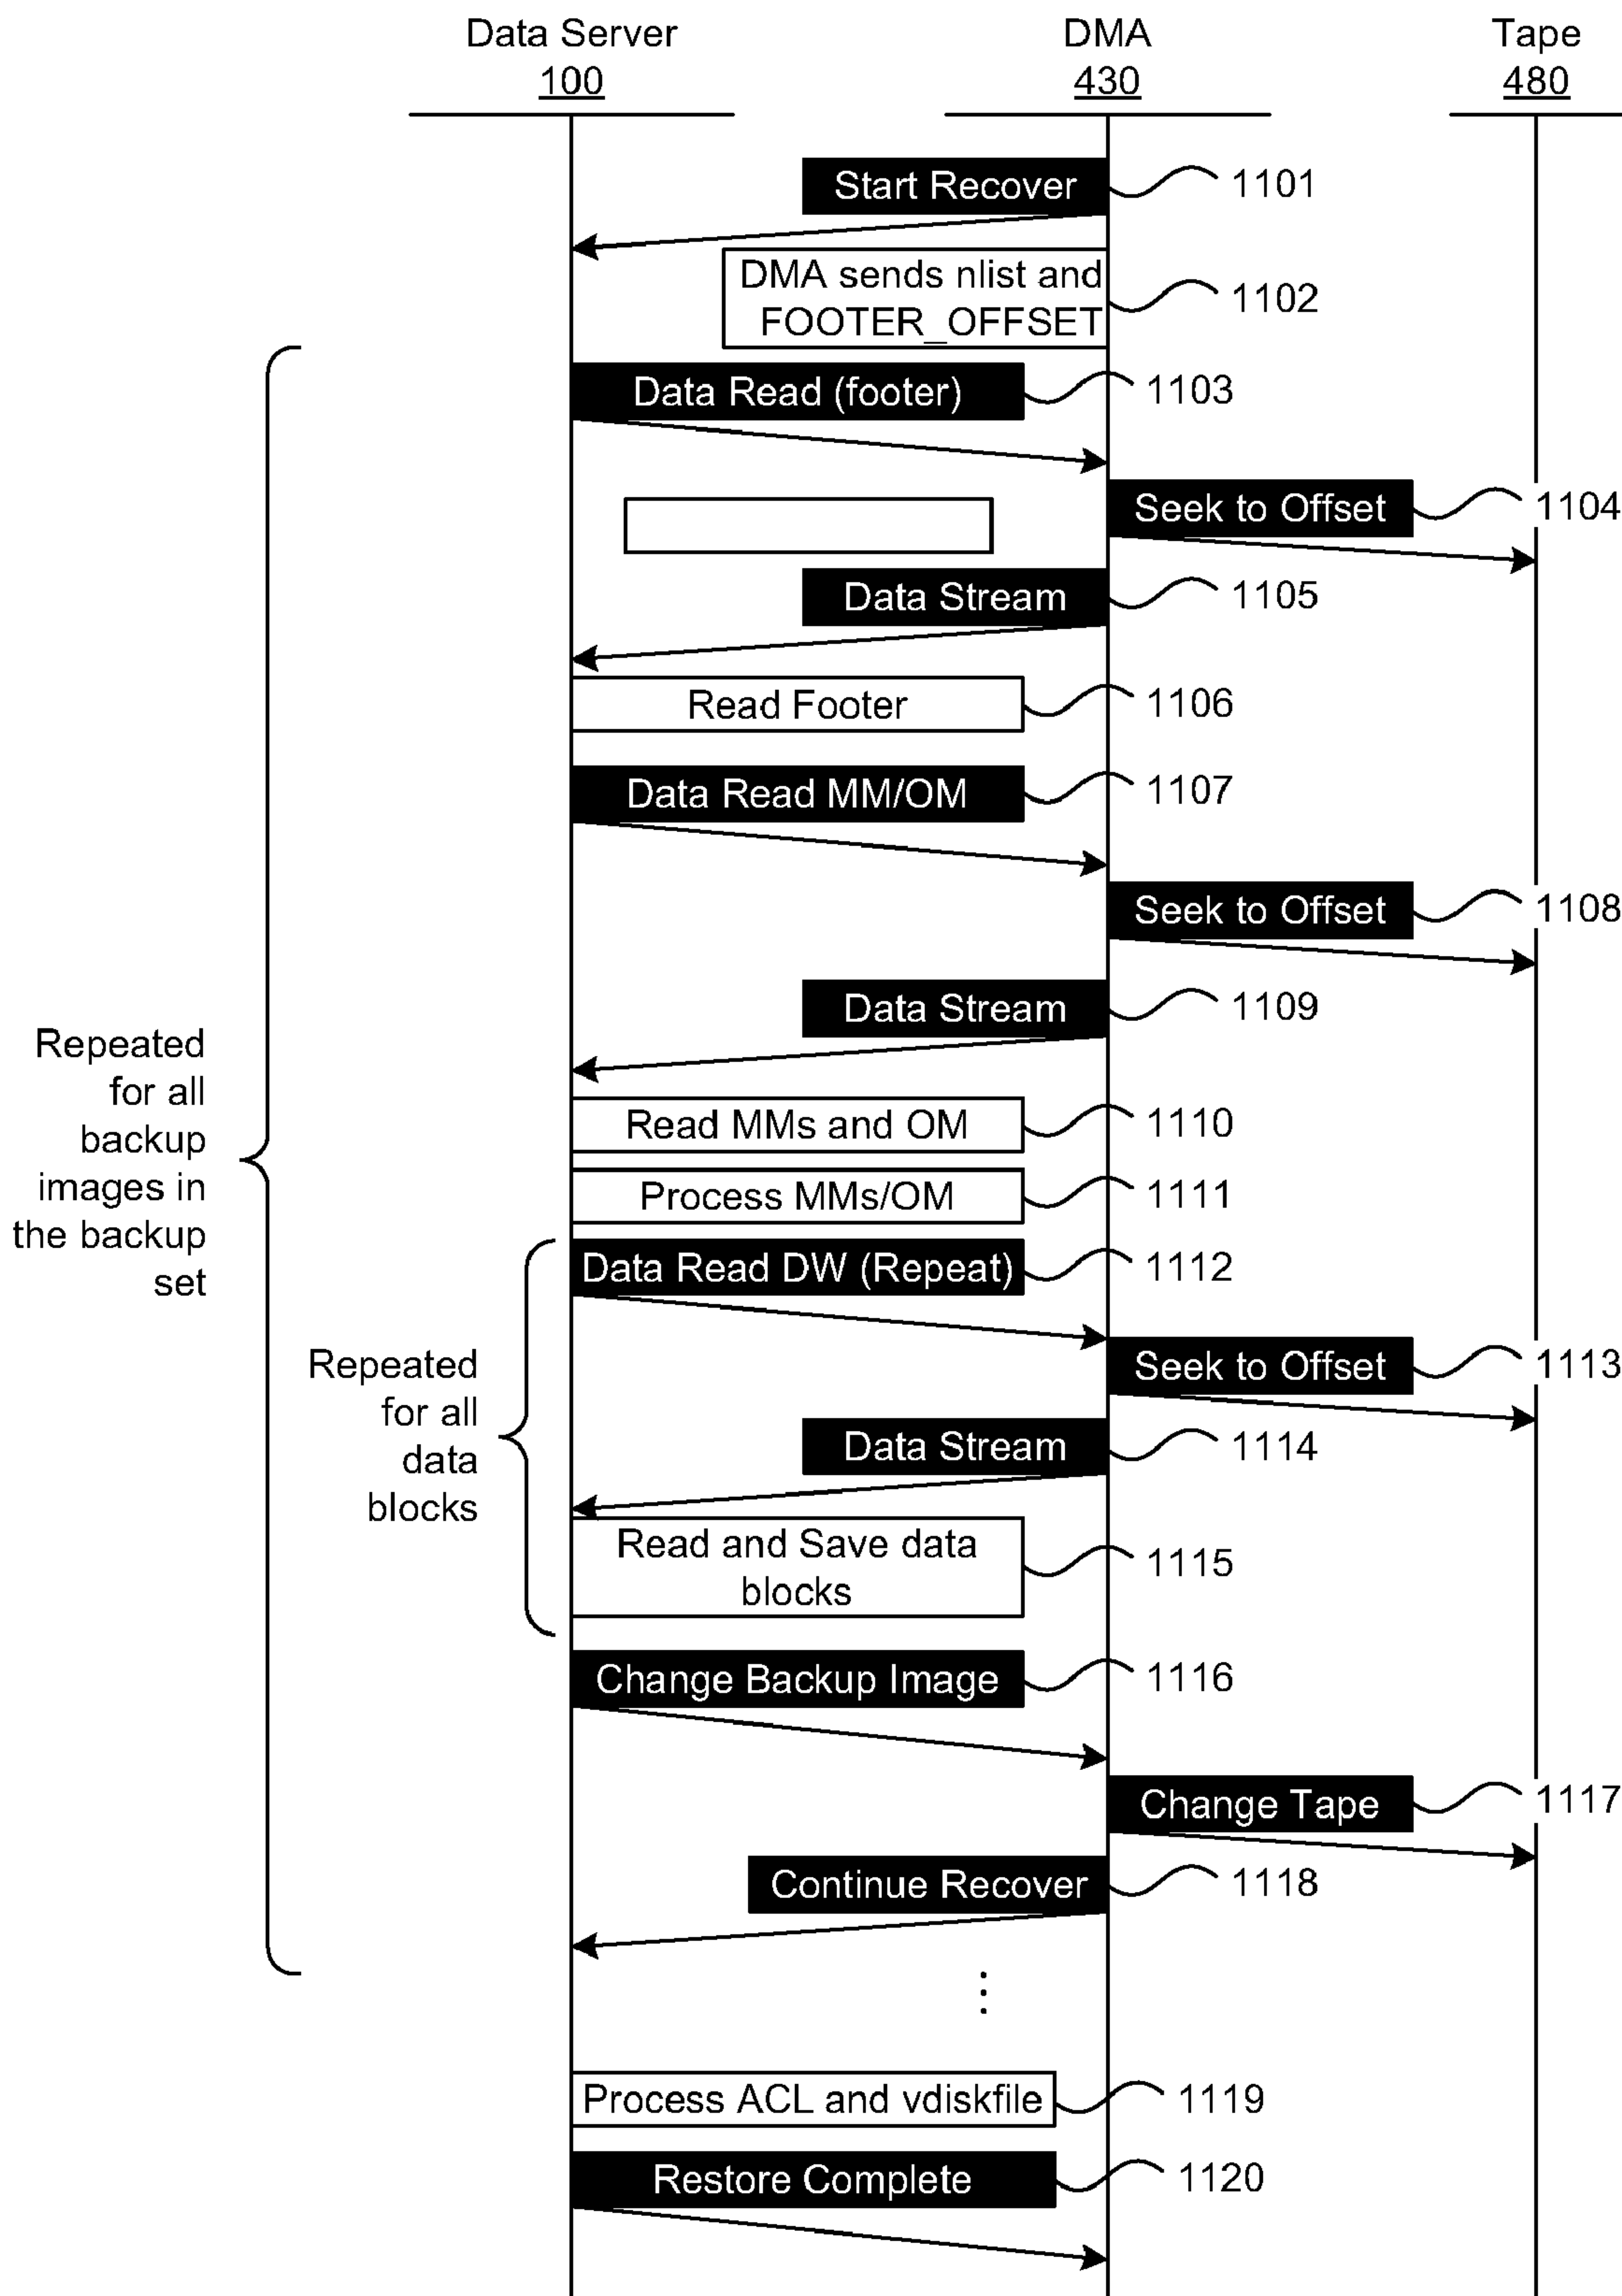 Data Server
100
DMA
430
Tape
480
Start Recover
1101
DMA sends nlist and
FOOTER_OFFSET
1102
Data Read (footer)
1103
Seek to Offset
1104
Data Stream
1105
Read Footer
1106
Data Read MM/OM
1107
Seek to Offset
1108
Data Stream
1109
Repeated
for all
backup
images in
the backup
set
Read MMs and OM
1110
Process MMs/OM
1111
Data Read DW (Repeat)
1112
Seek to Offset
1113
Repeated
for all
data
blocks
Data Stream
1114
Read and Save data
blocks
1115
Change Backup Image
1116
Change Tape
1117
Continue Recover
1118
⋮
Process ACL and vdiskfile
1119
Restore Complete
1120